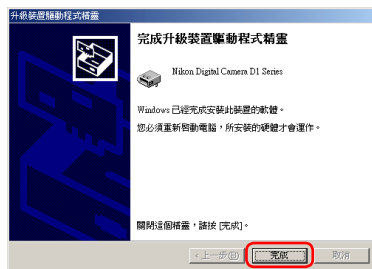 升級裝置驅動程式精靈
完成升級裝置驅動程式精靈
Nikon Digital Camera D1 Series
Windows 已經完成安裝此裝置的軟體。
您必須重新啟動電腦，所安裝的硬體才會運作。
關閉這個精靈，請按 [完成]。
<上一步(B) 完成 取消